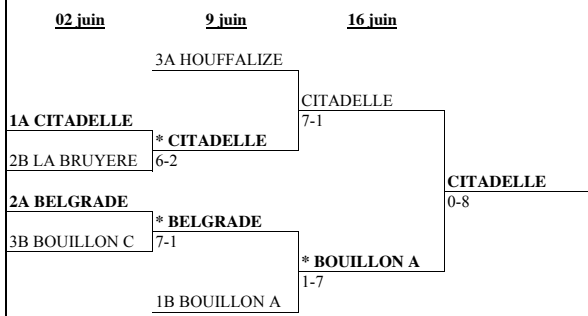 02 juin 9 juin 16 juin
3A HOUFFALIZE
CITADELLE
7-1
1A CITADELLE
* CITADELLE
6-2
2B LA BRUYERE
CITADELLE
0-8
2A BELGRADE
* BELGRADE
7-1
3B BOUILLON C
* BOUILLON A
1-7
1B BOUILLON A